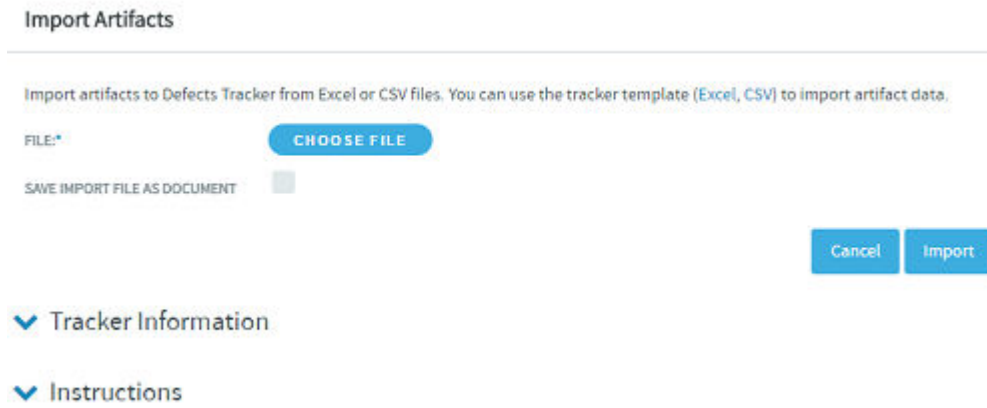 Import Artifacts
Import artifacts to Defects Tracker from Excel or CSV files. You can use the tracker template (Excel, CSV) to import artifact data.
FILE:*
CHOOSE FILE
SAVE IMPORT FILE AS DOCUMENT
Cancel
Import
Tracker Information
Instructions